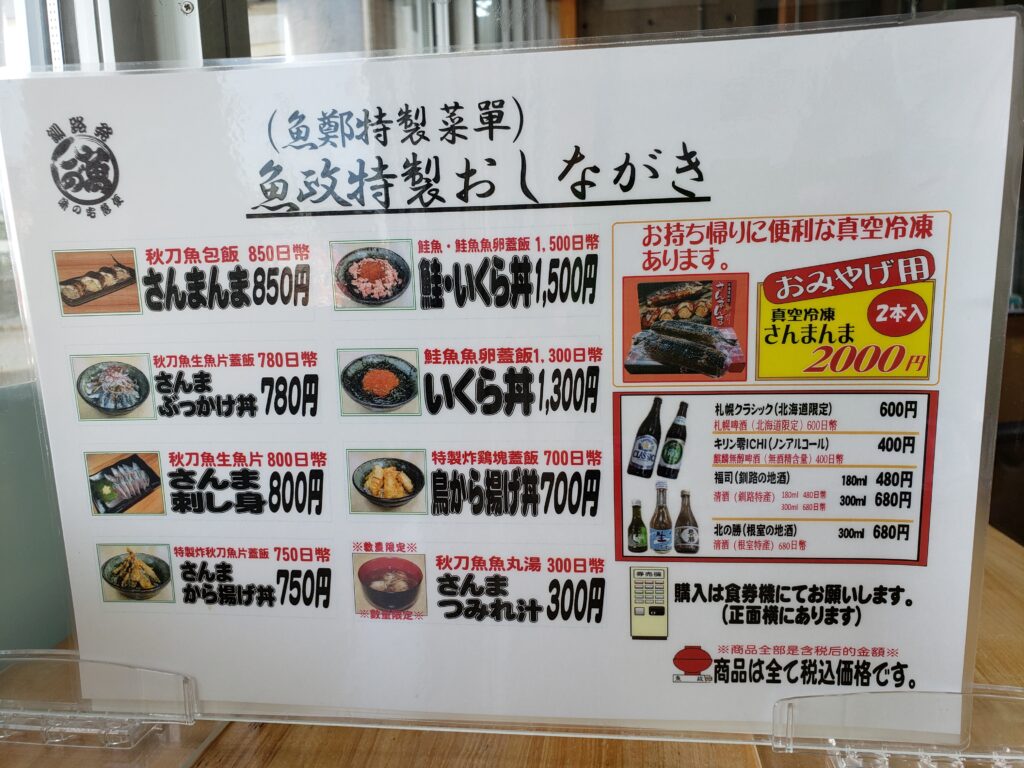 釧路発
(魚鄭特製菜單)
魚政特製おしながき
秋刀魚包飯 850日幣
さんまんま 850円
秋刀魚生魚片蓋飯 780日幣
さんま
ぶっかけ丼 780円
秋刀魚生魚片 800日幣
さんま
刺し身 800円
特製炸秋刀魚片蓋飯 750日幣
さんま
から揚げ丼 750円
鮭魚・鮭魚魚卵蓋飯 1,500日幣
鮭・いくら丼 1,500円
鮭魚魚卵蓋飯1,300日幣
いくら丼 1,300円
特製炸鶏塊蓋飯 700日幣
鳥から揚げ丼 700円
※數量限定※
秋刀魚魚丸湯 300日幣
さんま
つみれ汁 300円
※數量限定※
お持ち帰りに便利な真空冷凍
あります。
おみやげ用
真空冷凍
さんまんま
2本入
2000円
さんまんま
札幌クラシック(北海道限定) 600円
札幌啤酒(北海道限定)600日幣
キリン零ICHI(ノンアルコール) 400円
麒麟無醇啤酒(無酒精含量)400日幣
福司(釧路の地酒) 180ml 480円
清酒(釧路特産) 180ml 480日幣
300ml 680円
300ml 680日幣
北の勝(根室の地酒) 300ml 680円
清酒(根室特産)680日幣
CLASSIC
券売機
購入は食券機にてお願いします。
(正面横にあります)
※商品全部是含税后的金額※
商品は全て税込価格です。
魚政